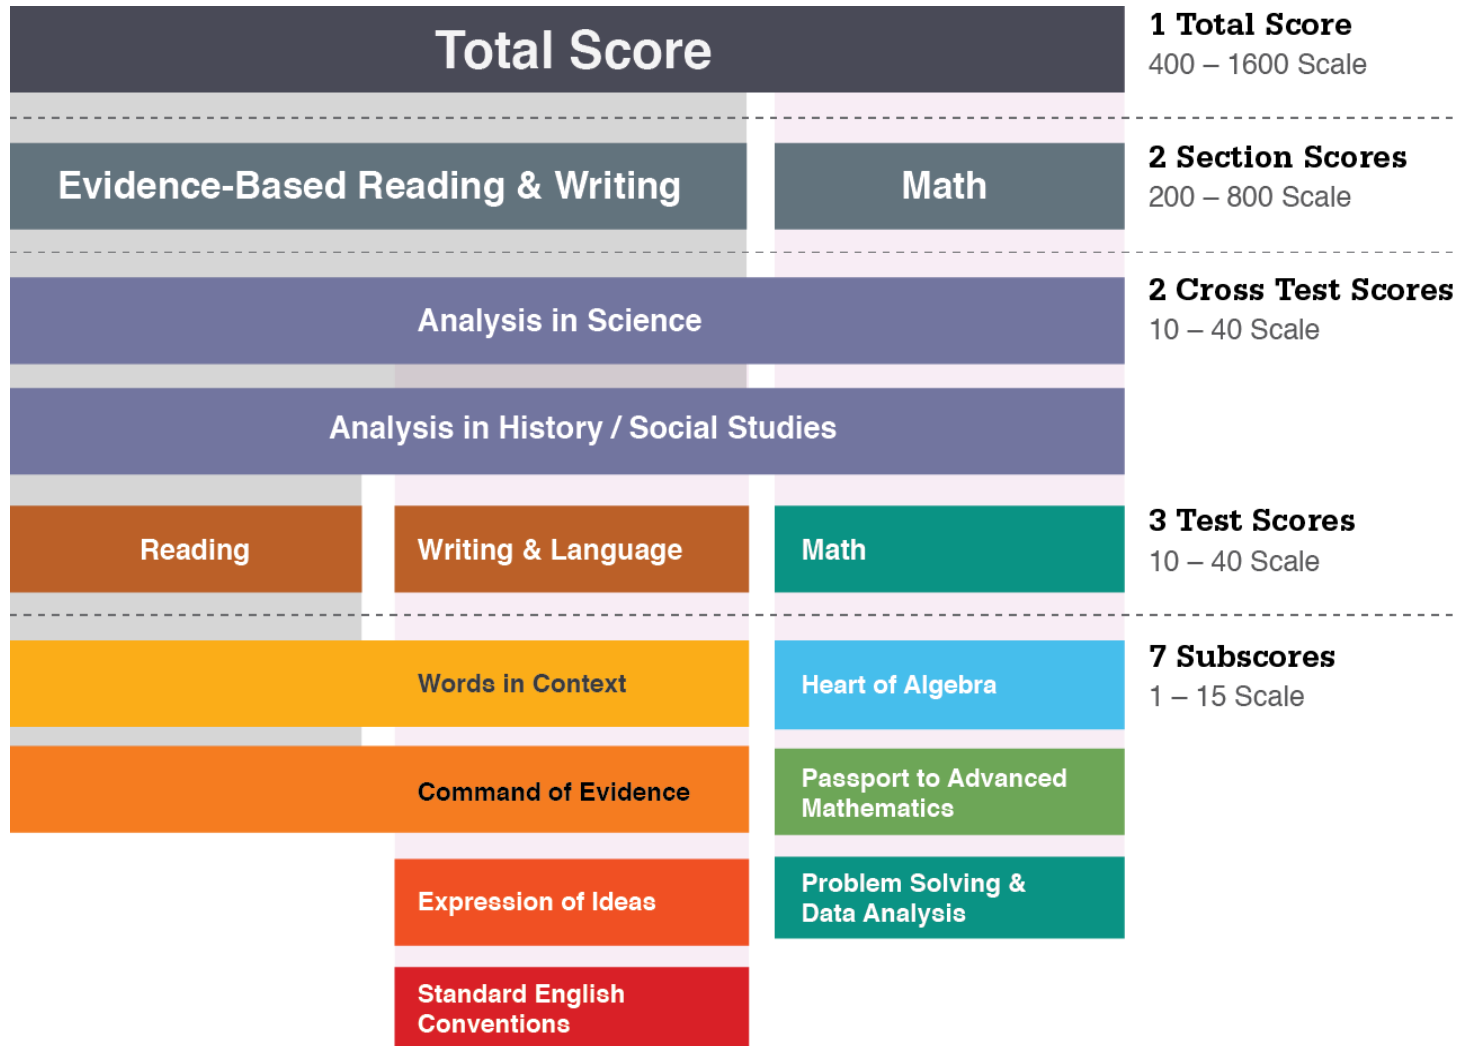 Total Score
1 Total Score
400 – 1600 Scale
Evidence-Based Reading & Writing
Math
2 Section Scores
200 – 800 Scale
Analysis in Science
2 Cross Test Scores
10 – 40 Scale
Analysis in History / Social Studies
Reading
Writing & Language
Math
3 Test Scores
10 – 40 Scale
Words in Context
Heart of Algebra
7 Subscores
1 – 15 Scale
Command of Evidence
Passport to Advanced
Mathematics
Expression of Ideas
Problem Solving &
Data Analysis
Standard English
Conventions